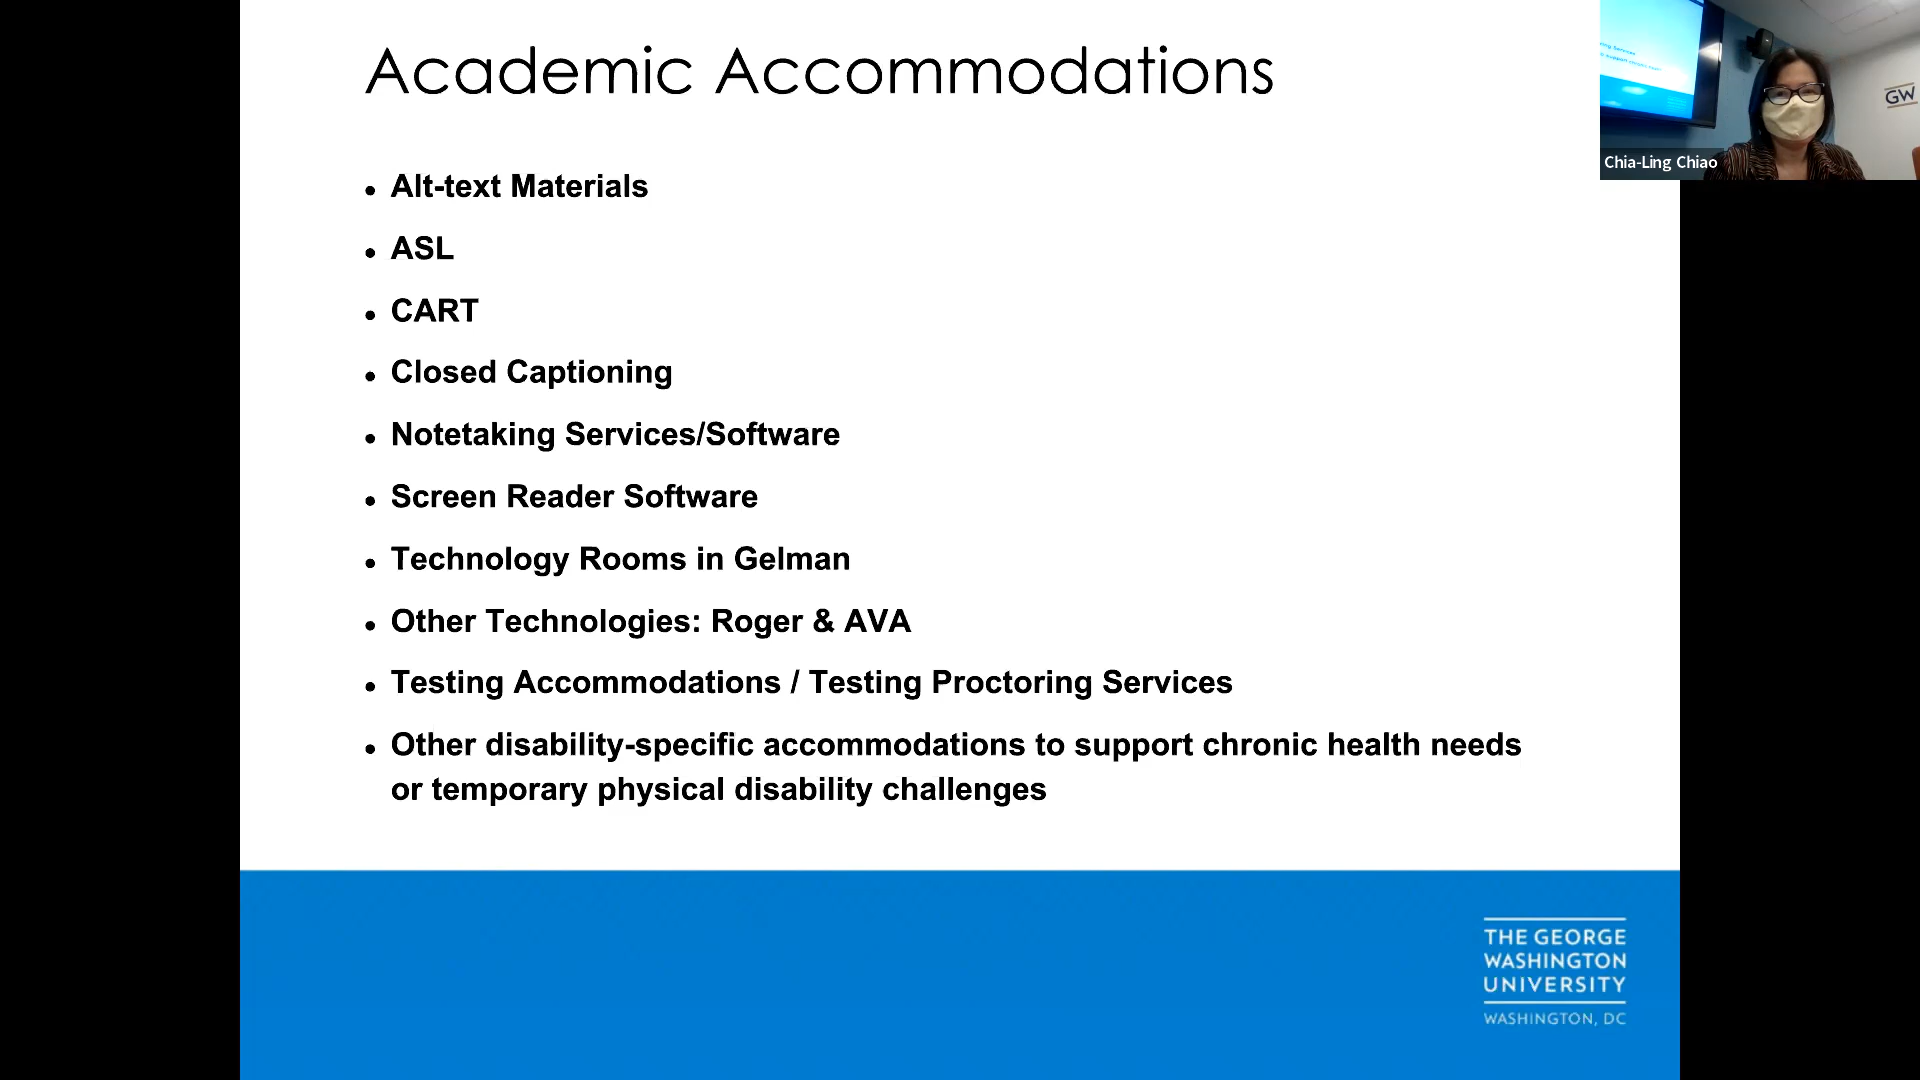 Academic Accommodations
Alt-text Materials
ASL
CART
Closed Captioning
Notetaking Services/Software
Screen Reader Software
Technology Rooms in Gelman
Other Technologies: Roger & AVA
Testing Accommodations / Testing Proctoring Services
Other disability-specific accommodations to support chronic health needs
or temporary physical disability challenges
GW
Chia-Ling Chiao
THE GEORGE
WASHINGTON
UNIVERSITY
WASHINGTON, DC